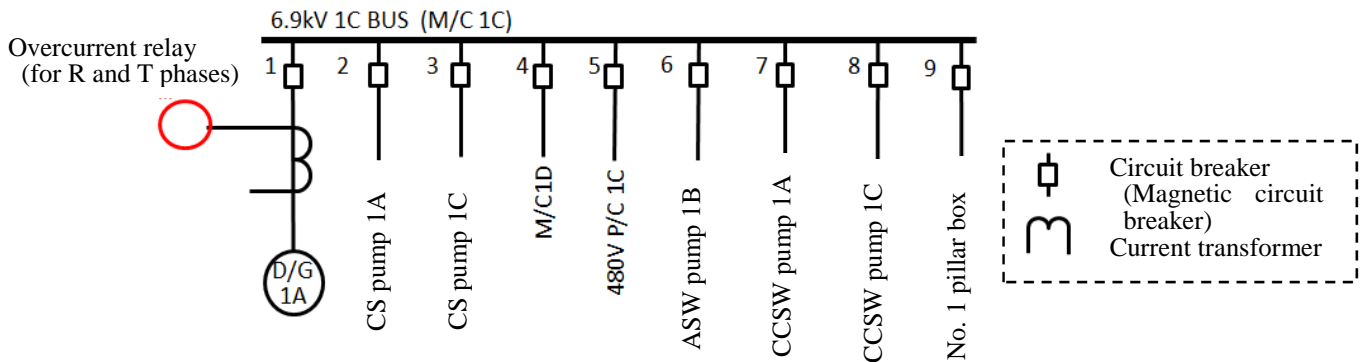 6.9kV 1C BUS (M/C 1C)
Overcurrent relay
(for R and T phases)
1
2
3
4
5
6
7
8
9
D/G
1A
CS pump 1A
CS pump 1C
M/C1D
480V P/C 1C
ASW pump 1B
CCSW pump 1A
CCSW pump 1C
No. 1 pillar box
Circuit breaker
(Magnetic circuit
breaker)
Current transformer